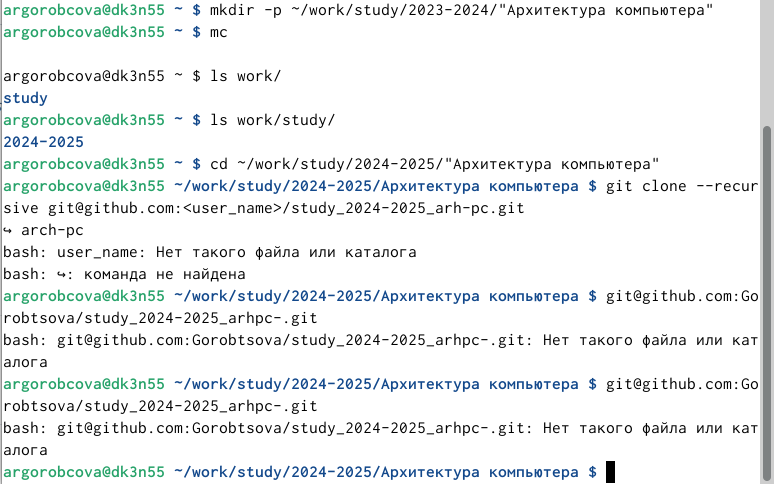 argorobcova@dk3n55 ~ $ mkdir -p ~/work/study/2023-2024/"Архитектура компьютера"
argorobcova@dk3n55 ~ $ mc
argorobcova@dk3n55 ~ $ ls work/
study
argorobcova@dk3n55 ~ $ ls work/study/
2024-2025
argorobcova@dk3n55 ~ $ cd ~/work/study/2024-2025/"Архитектура компьютера"
argorobcova@dk3n55 ~/work/study/2024-2025/Архитектура компьютера $ git clone --recur
sive git@github.com:<user_name>/study_2024-2025_arh-pc.git
↪ arch-pc
bash: user_name: Нет такого файла или каталога
bash: ↪: команда не найдена
argorobcova@dk3n55 ~/work/study/2024-2025/Архитектура компьютера $ git@github.com:Go
robtsova/study_2024-2025_arhpc-.git
bash: git@github.com:Gorobtsova/study_2024-2025_arhpc-.git: Нет такого файла или кат
алога
argorobcova@dk3n55 ~/work/study/2024-2025/Архитектура компьютера $ git@github.com:Go
robtsova/study_2024-2025_arhpc-.git
bash: git@github.com:Gorobtsova/study_2024-2025_arhpc-.git: Нет такого файла или кат
алога
argorobcova@dk3n55 ~/work/study/2024-2025/Архитектура компьютера $